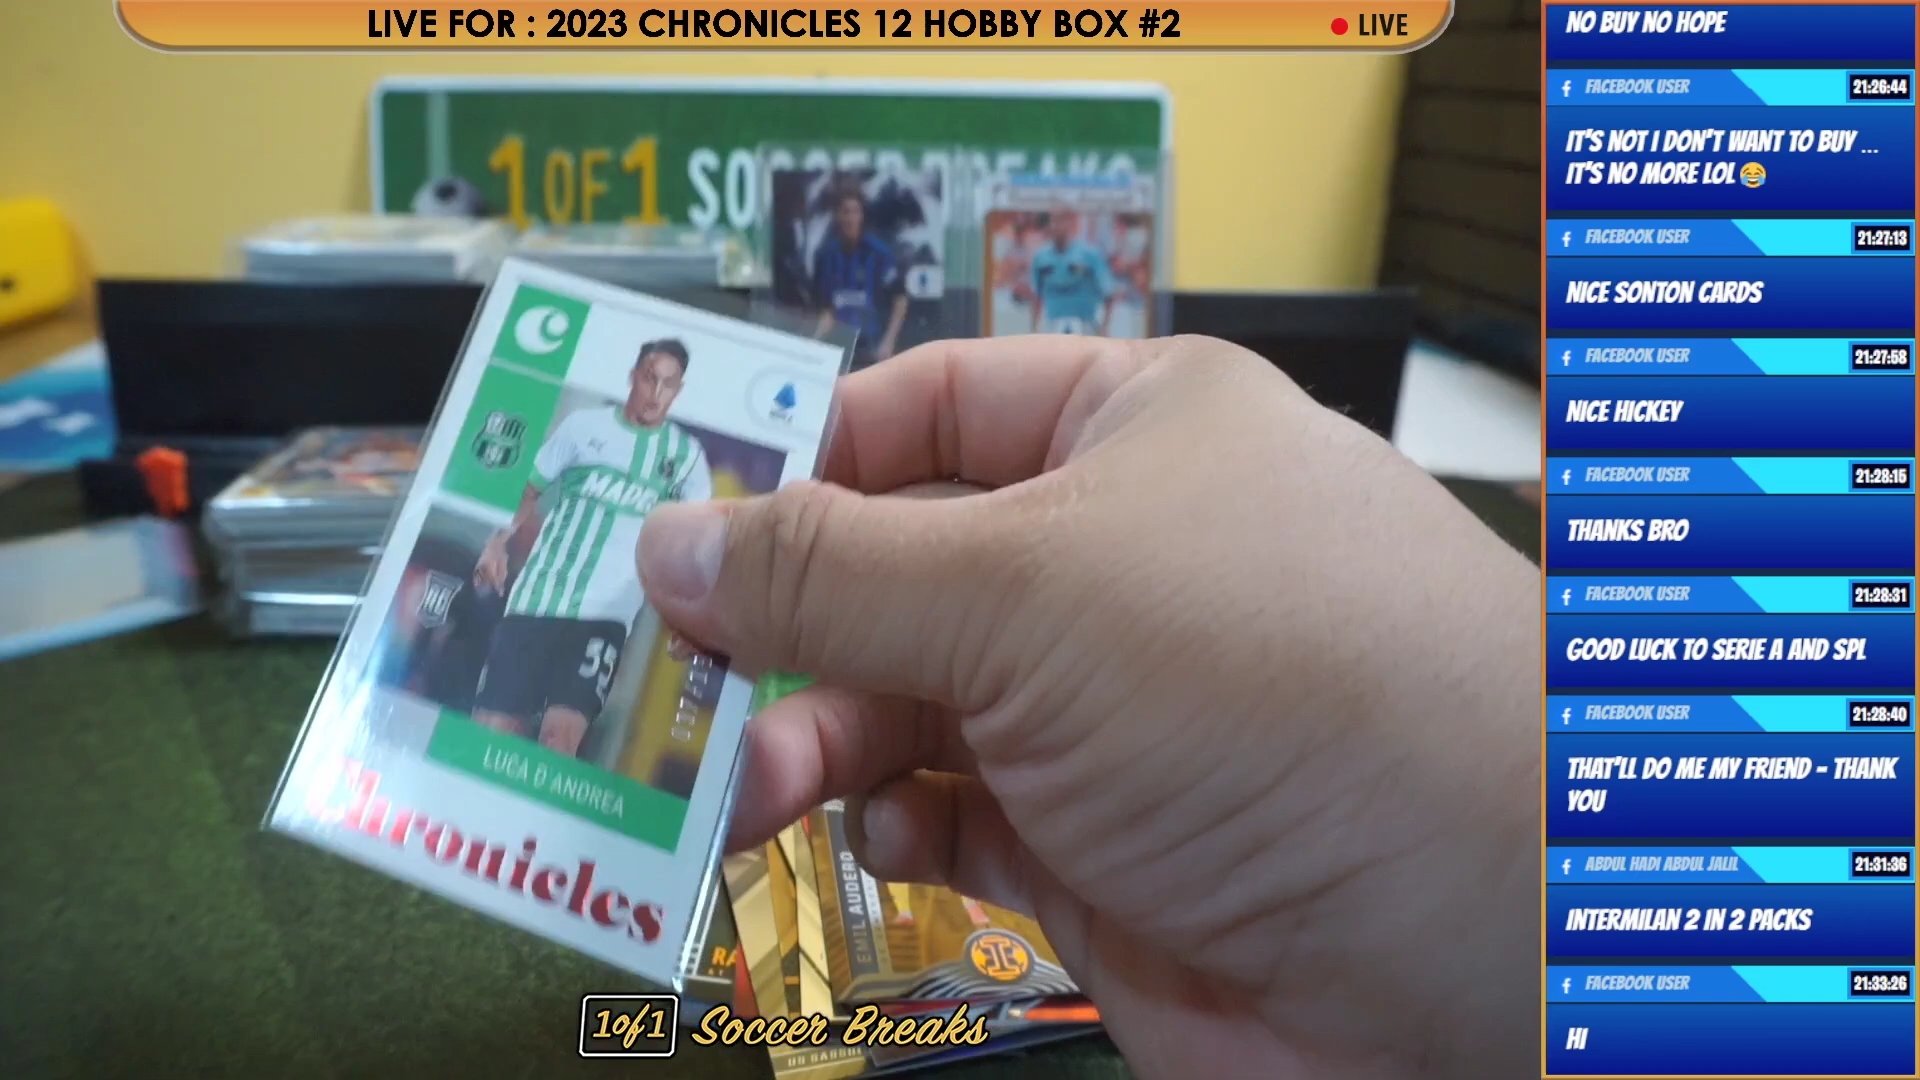 LIVE FOR : 2023 CHRONICLES 12 HOBBY BOX #2
LIVE
1 OF 1
LUCA D'ANDREA
Chronicles
EMIL AUDERO
1of1 Soccer Breaks
NO BUY NO HOPE
FACEBOOK USER 21:26:44
IT'S NOT I DON'T WANT TO BUY ...
IT'S NO MORE LOL 😂
FACEBOOK USER 21:27:13
NICE SONTON CARDS
FACEBOOK USER 21:27:58
NICE HICKEY
FACEBOOK USER 21:28:15
THANKS BRO
FACEBOOK USER 21:28:31
GOOD LUCK TO SERIE A AND SPL
FACEBOOK USER 21:28:40
THAT'LL DO ME MY FRIEND - THANK
YOU
ABDUL HADI ABDUL JALIL 21:31:36
INTERMILAN 2 IN 2 PACKS
FACEBOOK USER 21:33:26
HI